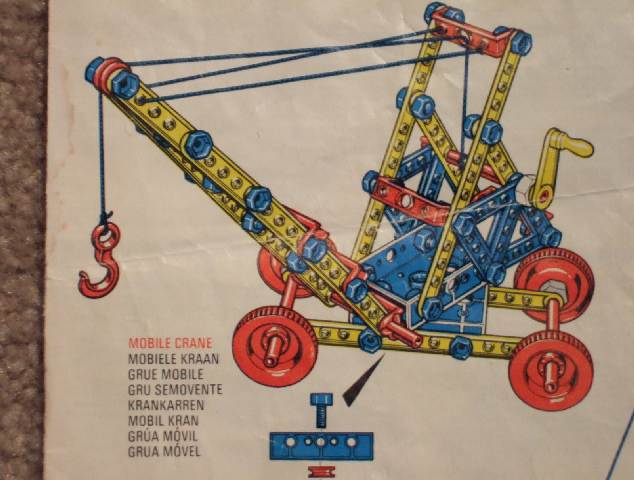 MOBILE CRANE
MOBIELE KRAAN
GRUE MOBILE
GRU SEMOVENTE
KRANKARREN
MOBIL KRAN
GRÚA MÓVIL
GRUA MÓVEL